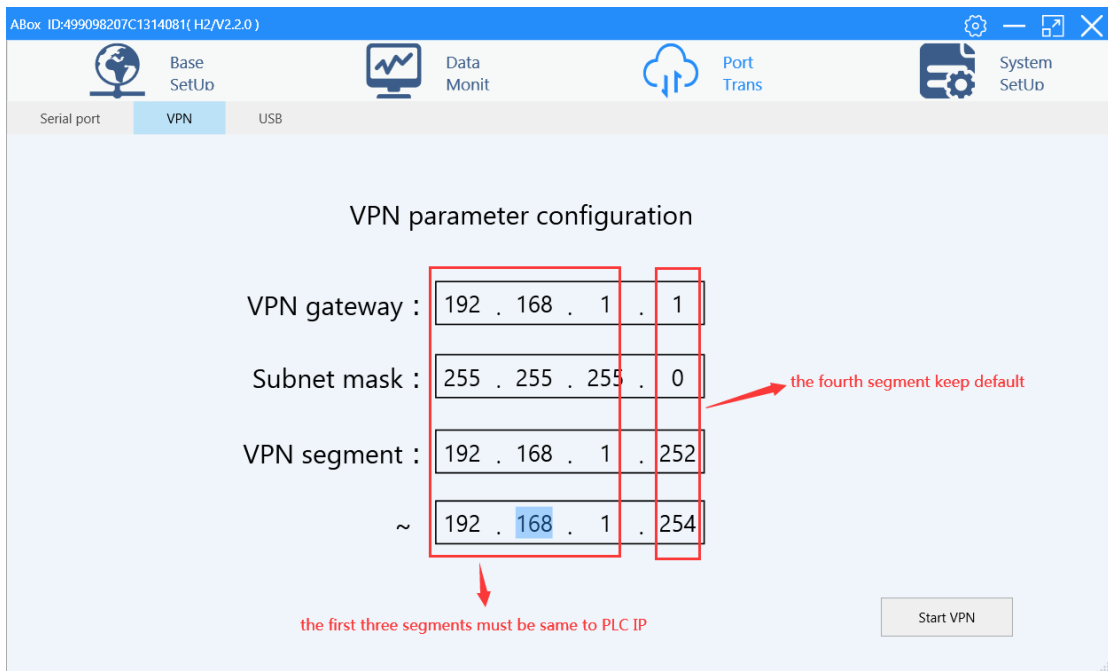 ABox ID:499098207C1314081( H2/V2.2.0 )
Base
SetUp
Data
Monit
Port
Trans
System
SetUp
Serial port VPN USB
VPN parameter configuration
VPN gateway : 192 . 168 . 1 . 1
Subnet mask : 255 . 255 . 255 . 0
the fourth segment keep default
VPN segment : 192 . 168 . 1 . 252
~ 192 . 168 . 1 . 254
the first three segments must be same to PLC IP
Start VPN